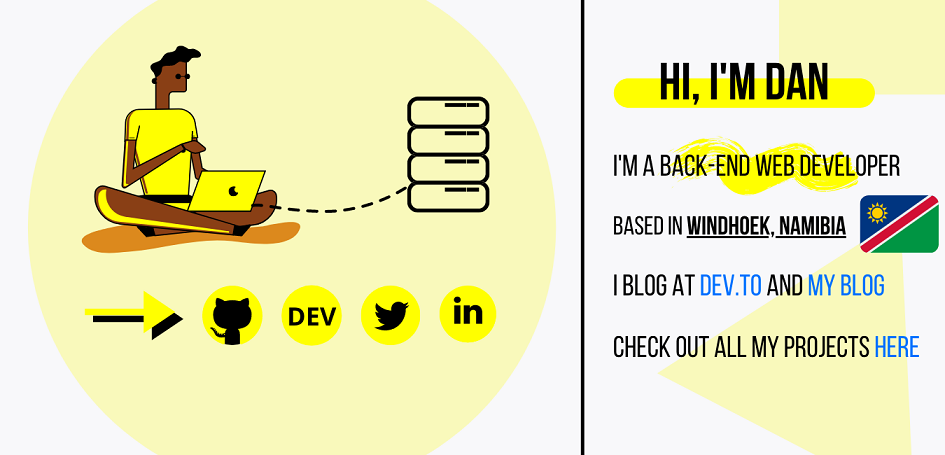 HI, I'M DAN
I'M A BACK-END WEB DEVELOPER
BASED IN WINDHOEK, NAMIBIA
I BLOG AT DEV.TO AND MY BLOG
CHECK OUT ALL MY PROJECTS HERE
DEV
in